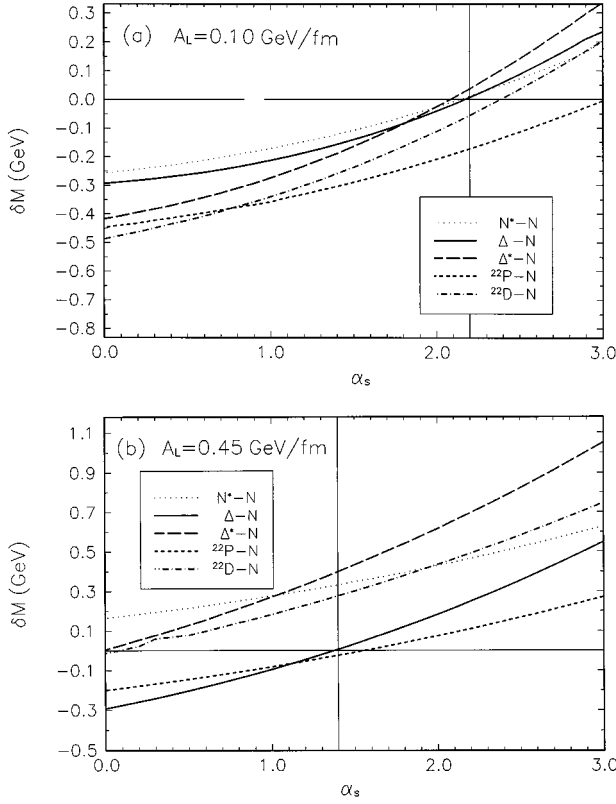 (a) A_L=0.10 GeV/fm
0.3
0.2
0.1
0.0
−0.1
−0.2
−0.3
−0.4
−0.5
−0.6
−0.7
−0.8
δM (GeV)
N*−N
Δ−N
Δ*−N
²²P−N
²²D−N
0.0 1.0 2.0 3.0
α_s
(b) A_L=0.45 GeV/fm
1.1
0.9
0.7
0.5
0.3
0.1
−0.1
−0.3
−0.5
δM (GeV)
N*−N
Δ−N
Δ*−N
²²P−N
²²D−N
0.0 1.0 2.0 3.0
α_s